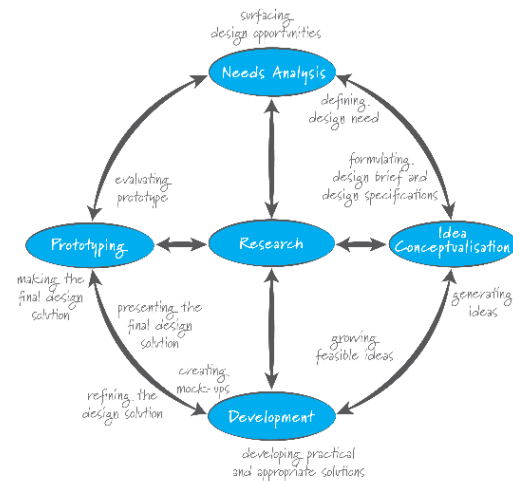 surfacing
design opportunities
Needs Analysis
defining
design need
formulating
design brief and
design specifications
evaluating
prototype
Prototyping
Research
Idea
Conceptualisation
making the
final design
solution
presenting the
final design
solution
generating
ideas
growing
feasible ideas
creating
mock-ups
refining the
design solution
Development
developing practical
and appropriate solutions